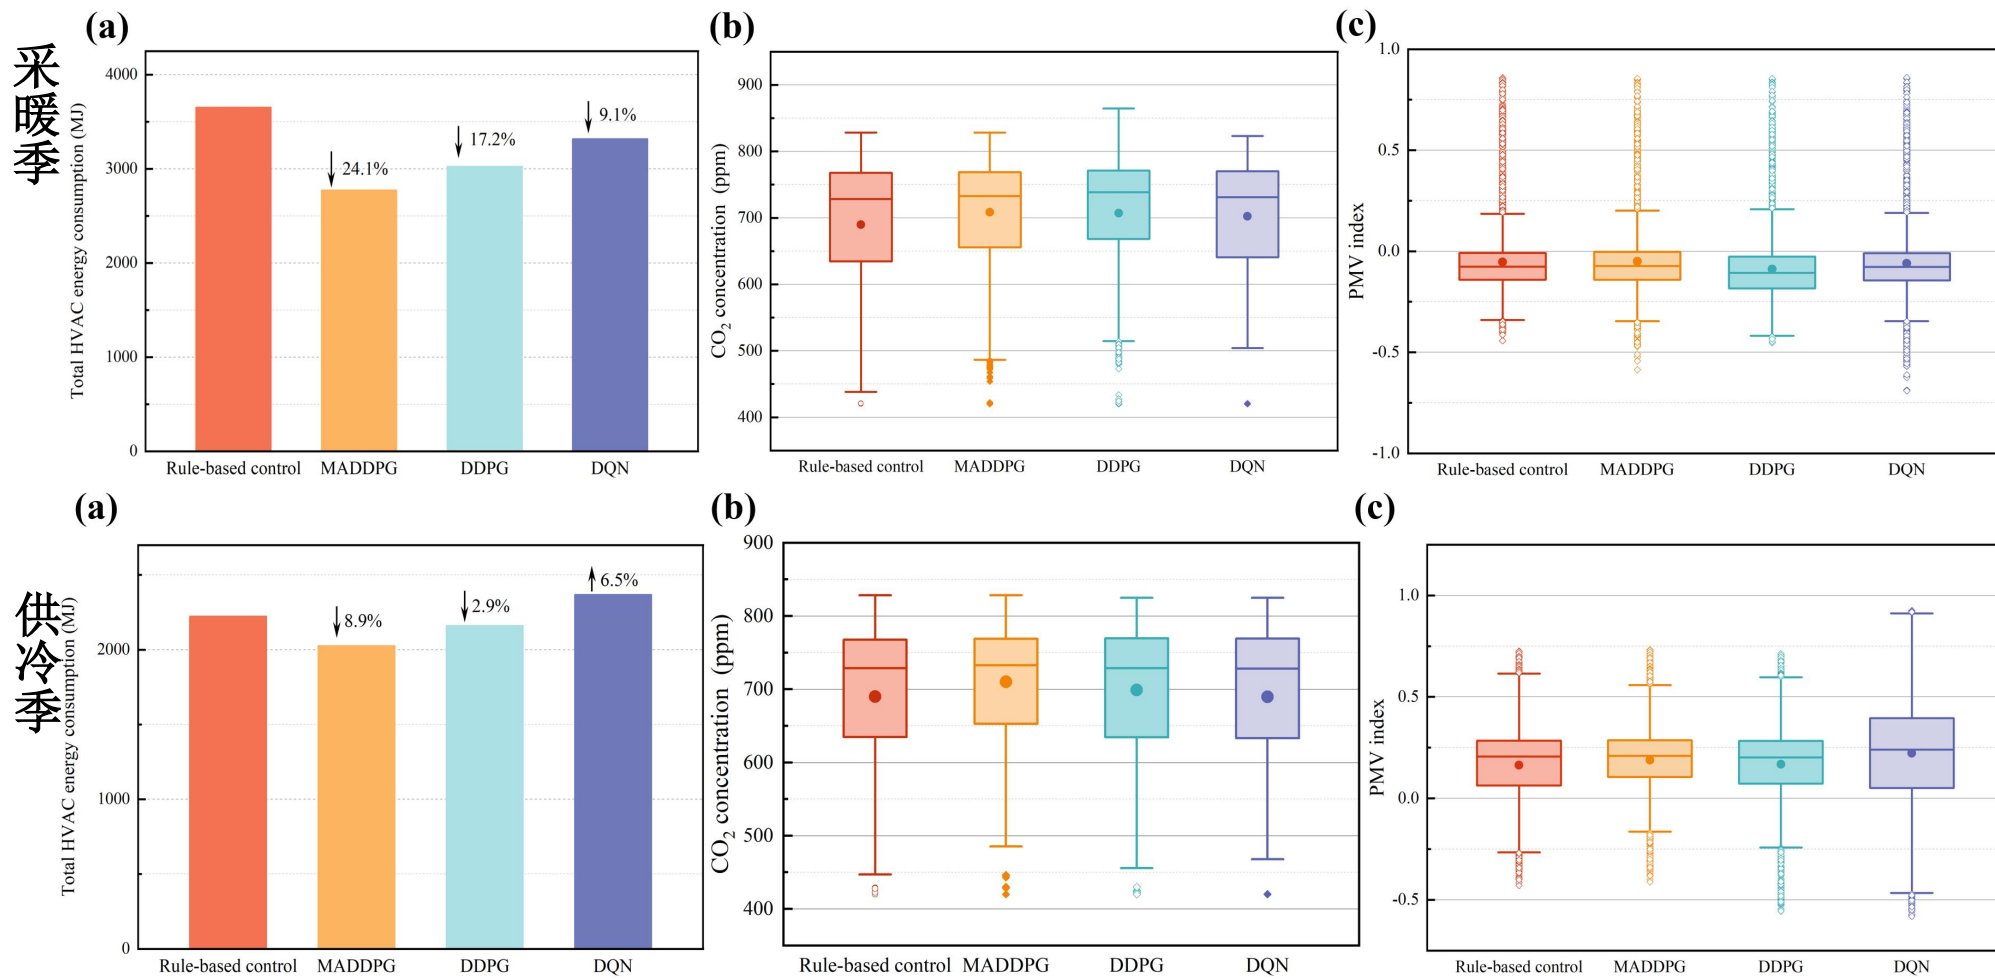 采暖季
(a)
Total HVAC energy consumption (MJ)
4000
3000
2000
1000
0
24.1%
17.2%
9.1%
Rule-based control MADDPG DDPG DQN
(b)
CO₂ concentration (ppm)
900
800
700
600
500
400
Rule-based control MADDPG DDPG DQN
(c)
PMV index
1.0
0.5
0.0
-0.5
-1.0
Rule-based control MADDPG DDPG DQN
供冷季
(a)
Total HVAC energy consumption (MJ)
2000
1000
0
8.9%
2.9%
6.5%
Rule-based control MADDPG DDPG DQN
(b)
CO₂ concentration (ppm)
900
800
700
600
500
400
Rule-based control MADDPG DDPG DQN
(c)
PMV index
1.0
0.5
0.0
-0.5
Rule-based control MADDPG DDPG DQN